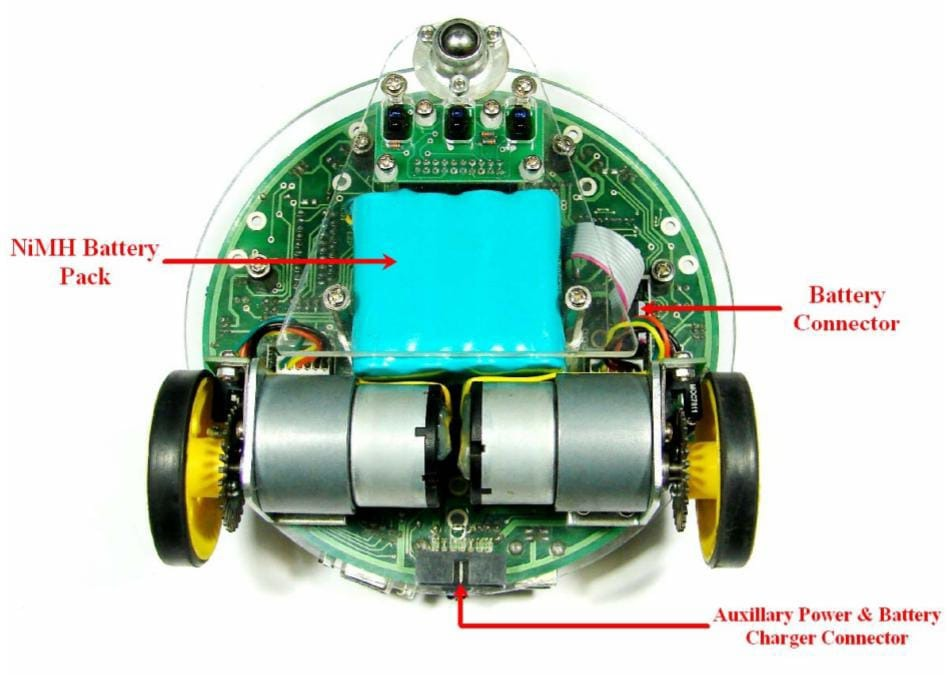 NiMH Battery
Pack
Battery
Connector
Auxillary Power & Battery
Charger Connector